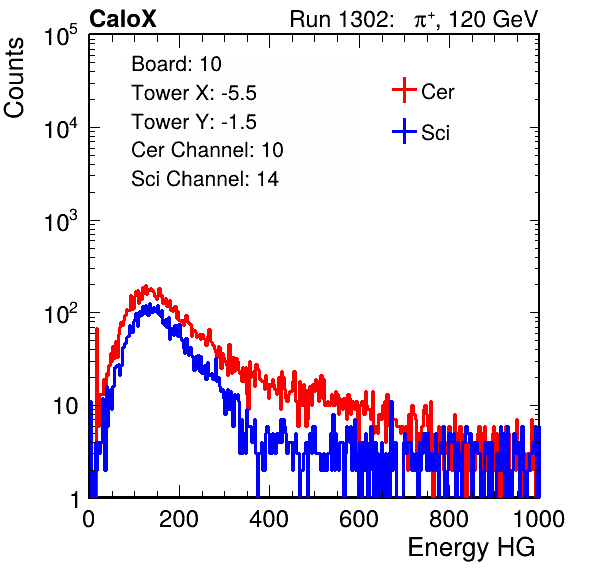 CaloX Run 1302: π⁺, 120 GeV
Counts
10⁵
10⁴
10³
10²
10
1
Board: 10
Tower X: -5.5
Tower Y: -1.5
Cer Channel: 10
Sci Channel: 14
Cer
Sci
0 200 400 600 800 1000
Energy HG